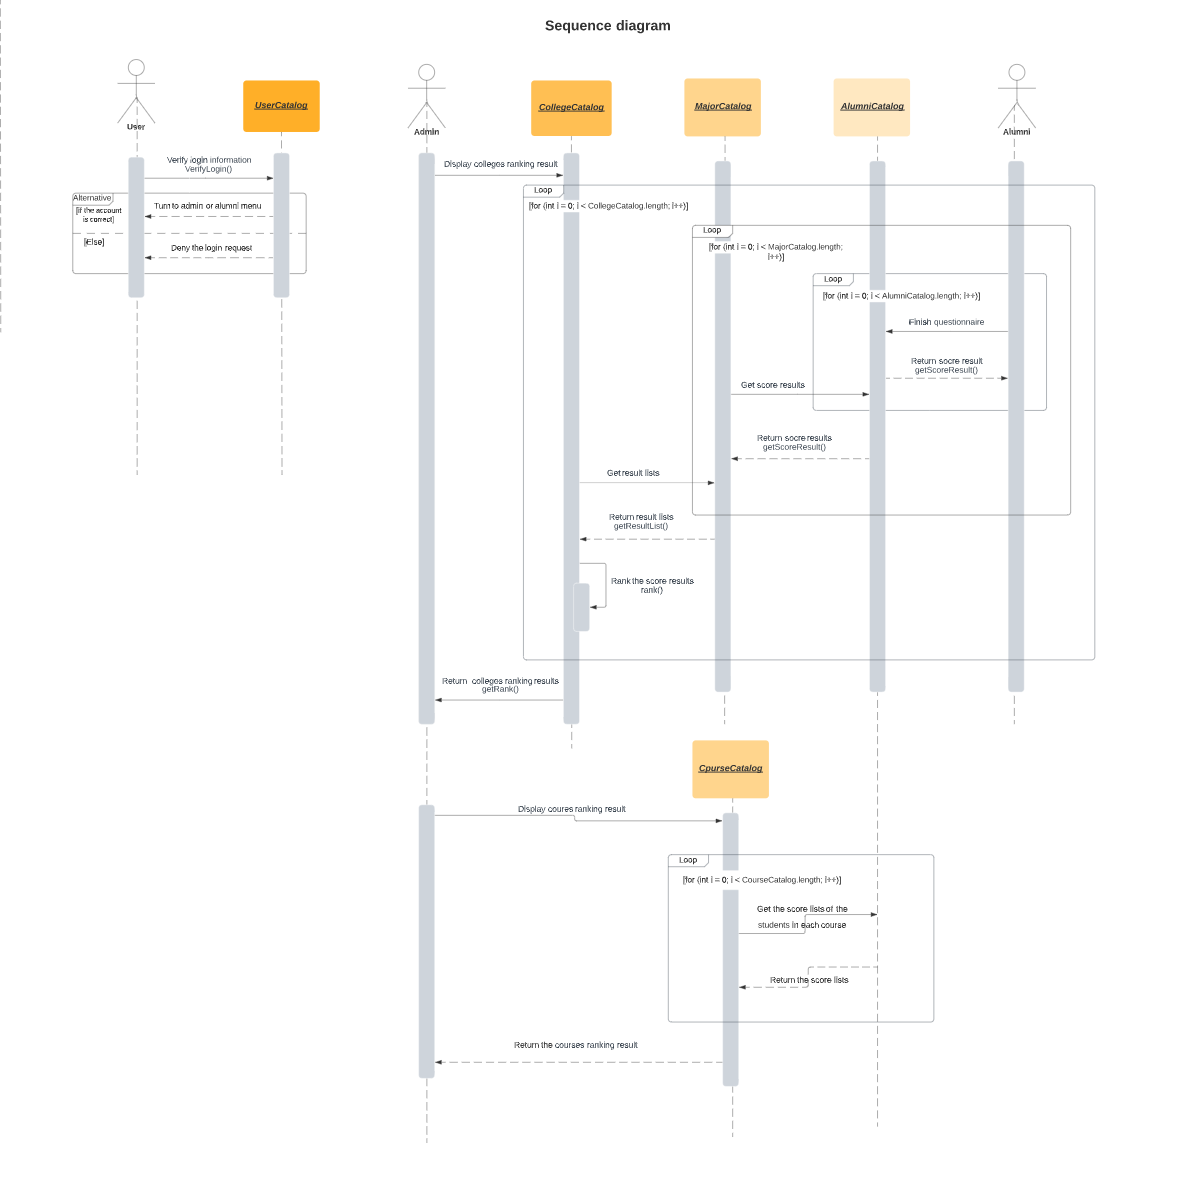 Sequence diagram
User
UserCatalog
Admin
CollegeCatalog
MajorCatalog
AlumniCatalog
Alumni
Verify login information
VerifyLogin()
Alternative
[if the account
is correct]
Turn to admin or alumni menu
[Else]
Deny the login request
Display colleges ranking result
Loop
[for (int i = 0; i < CollegeCatalog.length; i++)]
Loop
[for (int i = 0; i < MajorCatalog.length;
i++)]
Loop
[for (int i = 0; i < AlumniCatalog.length; i++)]
Finish questionnaire
Return socre result
getScoreResult()
Get score results
Return socre results
getScoreResult()
Get result lists
Return result lists
getResultList()
Rank the score results
rank()
Return colleges ranking results
getRank()
CpurseCatalog
Display coures ranking result
Loop
[for (int i = 0; i < CourseCatalog.length; i++)]
Get the score lists of the
students in each course
Return the score lists
Return the courses ranking result